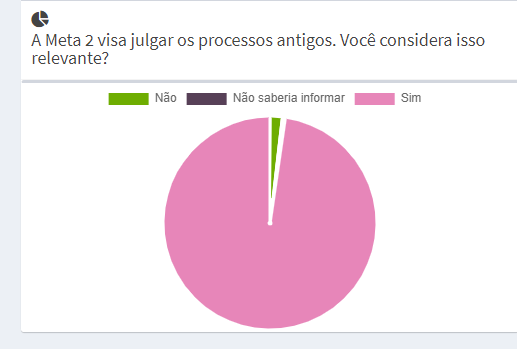 A Meta 2 visa julgar os processos antigos. Você considera isso
relevante?
Não Não saberia informar Sim